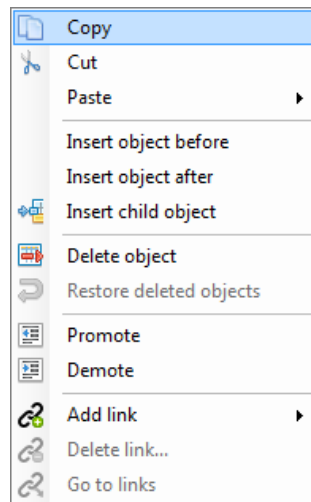 Copy
Cut
Paste
Insert object before
Insert object after
Insert child object
Delete object
Restore deleted objects
Promote
Demote
Add link
Delete link...
Go to links